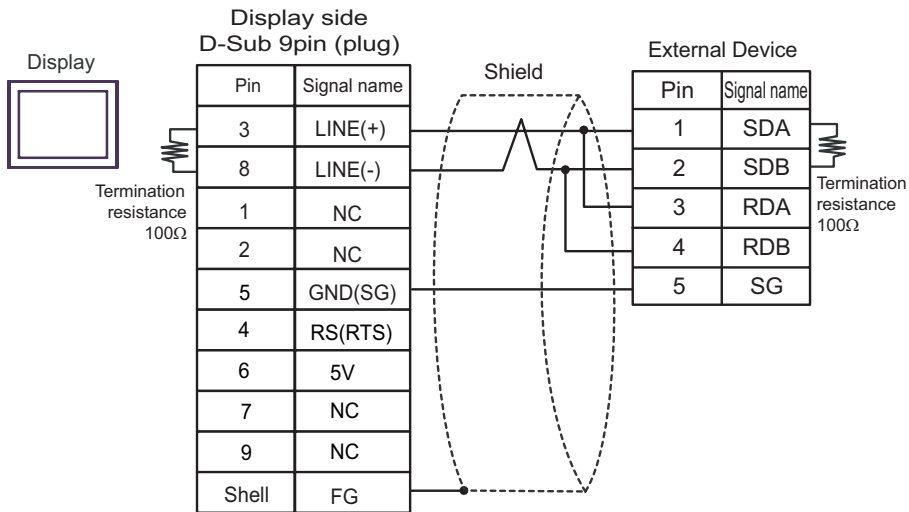 Display side
D-Sub 9pin (plug)
Display
Shield
External Device
Pin Signal name
3 LINE(+)
8 LINE(-)
1 NC
2 NC
5 GND(SG)
4 RS(RTS)
6 5V
7 NC
9 NC
Shell FG
Termination
resistance
100Ω
Pin Signal name
1 SDA
2 SDB
3 RDA
4 RDB
5 SG
Termination
resistance
100Ω